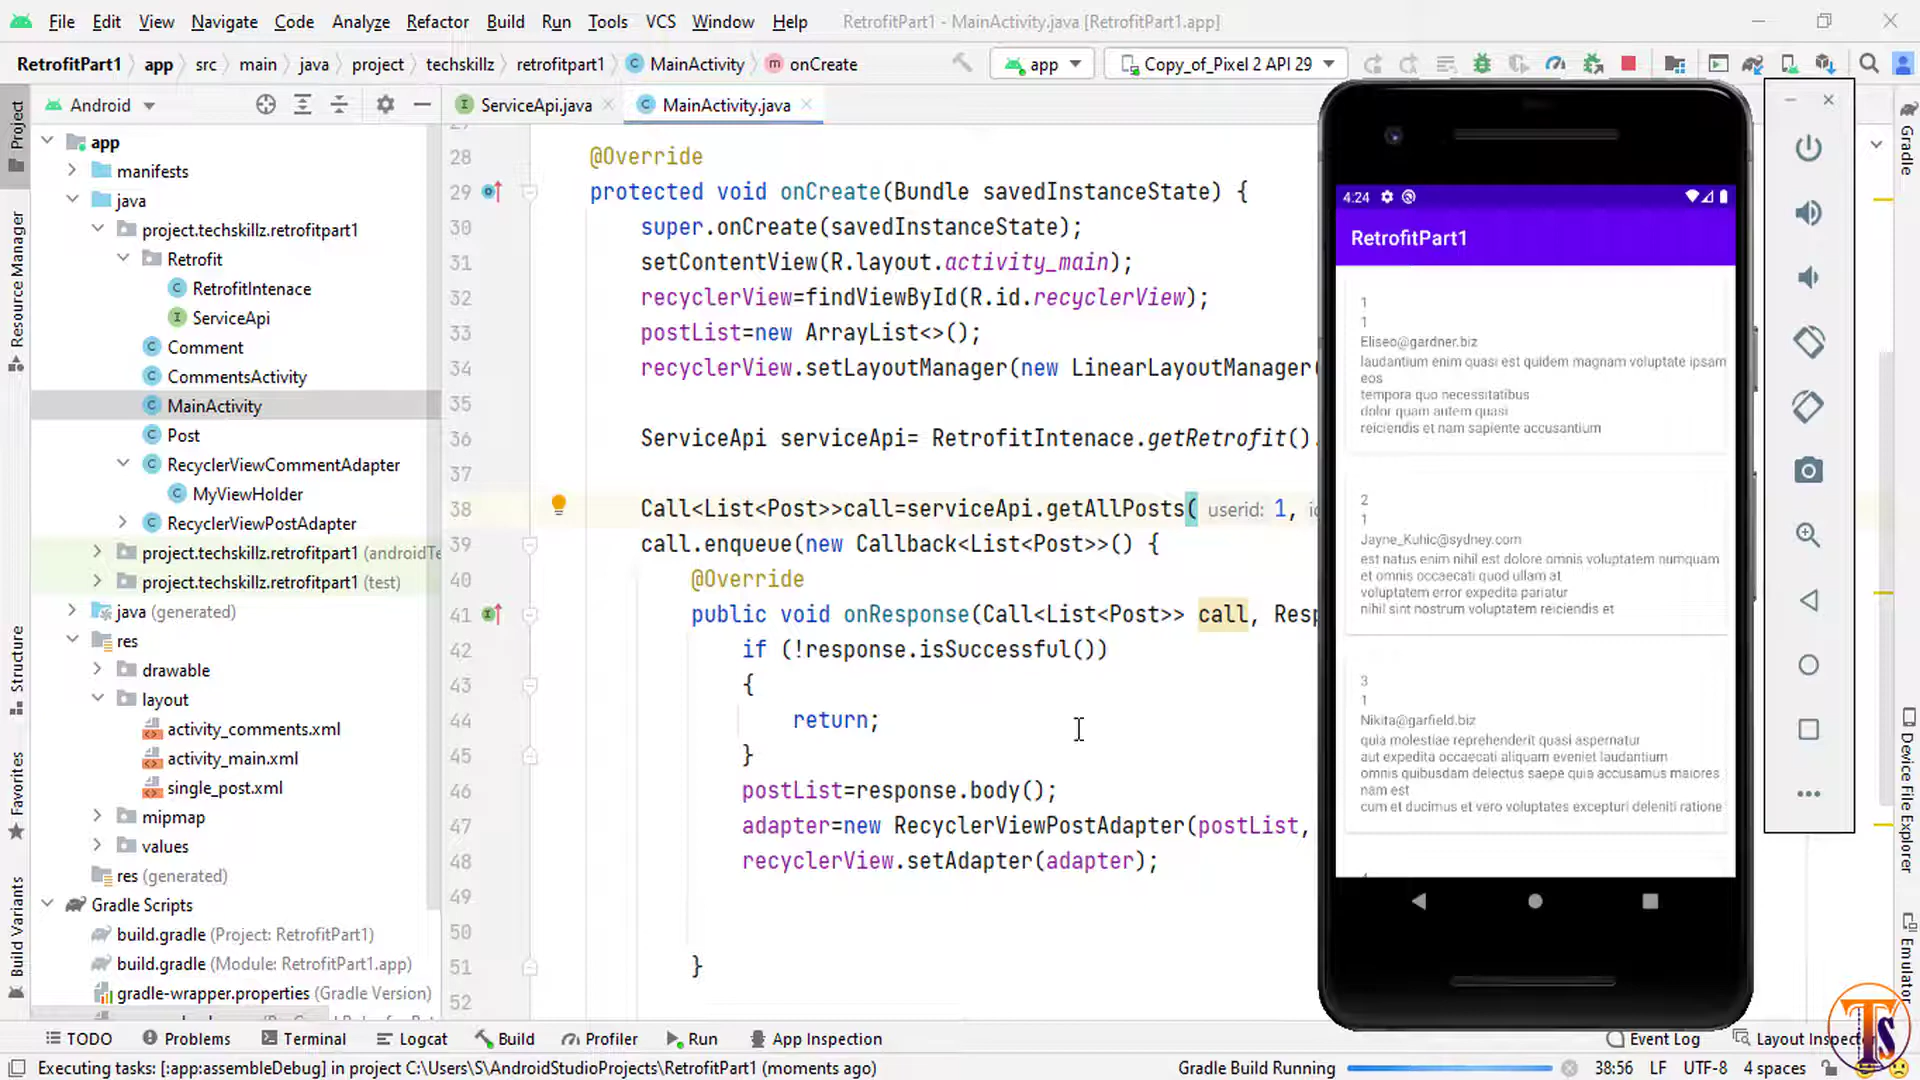 File Edit View Navigate Code Analyze Refactor Build Run Tools VCS Window Help RetrofitPart1 - MainActivity.java [RetrofitPart1.app]
RetrofitPart1 app src main java project techskillz retrofitpart1 MainActivity onCreate app Copy_of_Pixel 2 API 29
Project
Resource Manager
Structure
Favorites
Build Variants
Android
app
manifests
java
project.techskillz.retrofitpart1
Retrofit
RetrofitIntenace
ServiceApi
Comment
CommentsActivity
MainActivity
Post
RecyclerViewCommentAdapter
MyViewHolder
RecyclerViewPostAdapter
project.techskillz.retrofitpart1 (androidTe
project.techskillz.retrofitpart1 (test)
java (generated)
res
drawable
layout
activity_comments.xml
activity_main.xml
single_post.xml
mipmap
values
res (generated)
Gradle Scripts
build.gradle (Project: RetrofitPart1)
build.gradle (Module: RetrofitPart1.app)
gradle-wrapper.properties (Gradle Version)
ServiceApi.java MainActivity.java
28 @Override
29 protected void onCreate(Bundle savedInstanceState) {
30 super.onCreate(savedInstanceState);
31 setContentView(R.layout.activity_main);
32 recyclerView=findViewById(R.id.recyclerView);
33 postList=new ArrayList<>();
34 recyclerView.setLayoutManager(new LinearLayoutManager(
35
36 ServiceApi serviceApi= RetrofitIntenace.getRetrofit().
37
38 Call<List<Post>>call=serviceApi.getAllPosts( userid: 1,
39 call.enqueue(new Callback<List<Post>>() {
40 @Override
41 public void onResponse(Call<List<Post>> call, Resp
42 if (!response.isSuccessful())
43 {
44 return;
45 }
46 postList=response.body();
47 adapter=new RecyclerViewPostAdapter(postList,
48 recyclerView.setAdapter(adapter);
49
50
51 }
52
4:24
RetrofitPart1
1
1
Eliseo@gardner.biz
laudantium enim quasi est quidem magnam voluptate ipsam
eos
tempora quo necessitatibus
dolor quam autem quasi
reiciendis et nam sapiente accusantium
2
1
Jayne_Kuhic@sydney.com
est natus enim nihil est dolore omnis voluptatem numquam
et omnis occaecati quod ullam at
voluptatem error expedita pariatur
nihil sint nostrum voluptatem reiciendis et
3
1
Nikita@garfield.biz
quia molestiae reprehenderit quasi aspernatur
aut expedita occaecati aliquam eveniet laudantium
omnis quibusdam delectus saepe quia accusamus maiores
nam est
cum et ducimus et vero voluptates excepturi deleniti ratione
Gradle
Device File Explorer
Emulator
TS
TODO Problems Terminal Logcat Build Profiler Run App Inspection Event Log Layout Inspector
Executing tasks: [:app:assembleDebug] in project C:\Users\S\AndroidStudioProjects\RetrofitPart1 (moments ago) Gradle Build Running 38:56 LF UTF-8 4 spaces